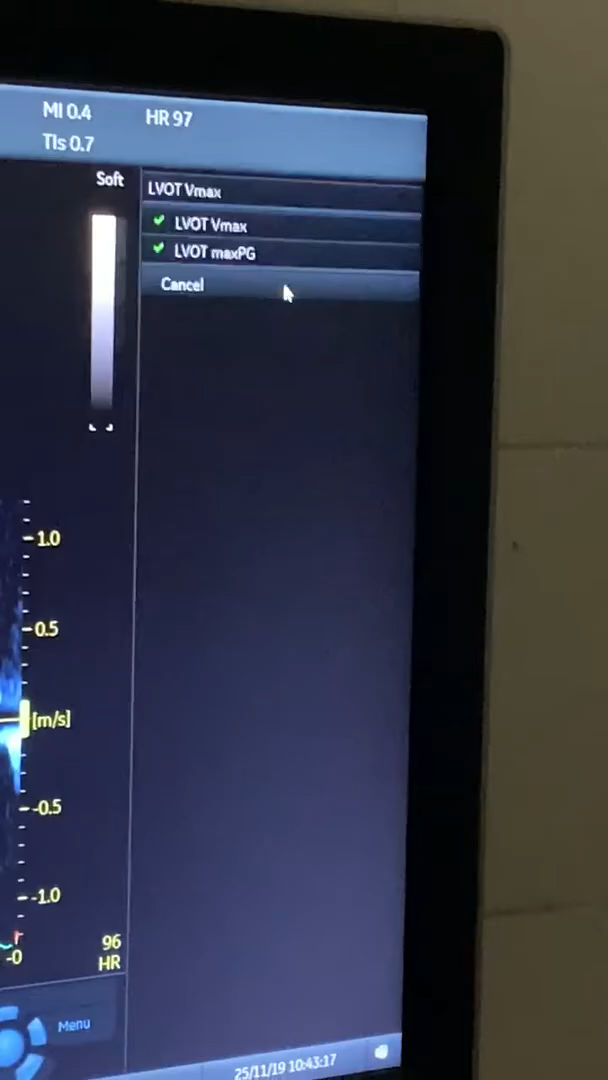 MI 0.4
HR 97
TIs 0.7
Soft
LVOT Vmax
LVOT Vmax
LVOT maxPG
Cancel
1.0
0.5
[m/s]
-0.5
-1.0
-0
96
HR
Menu
25/11/19 10:43:17